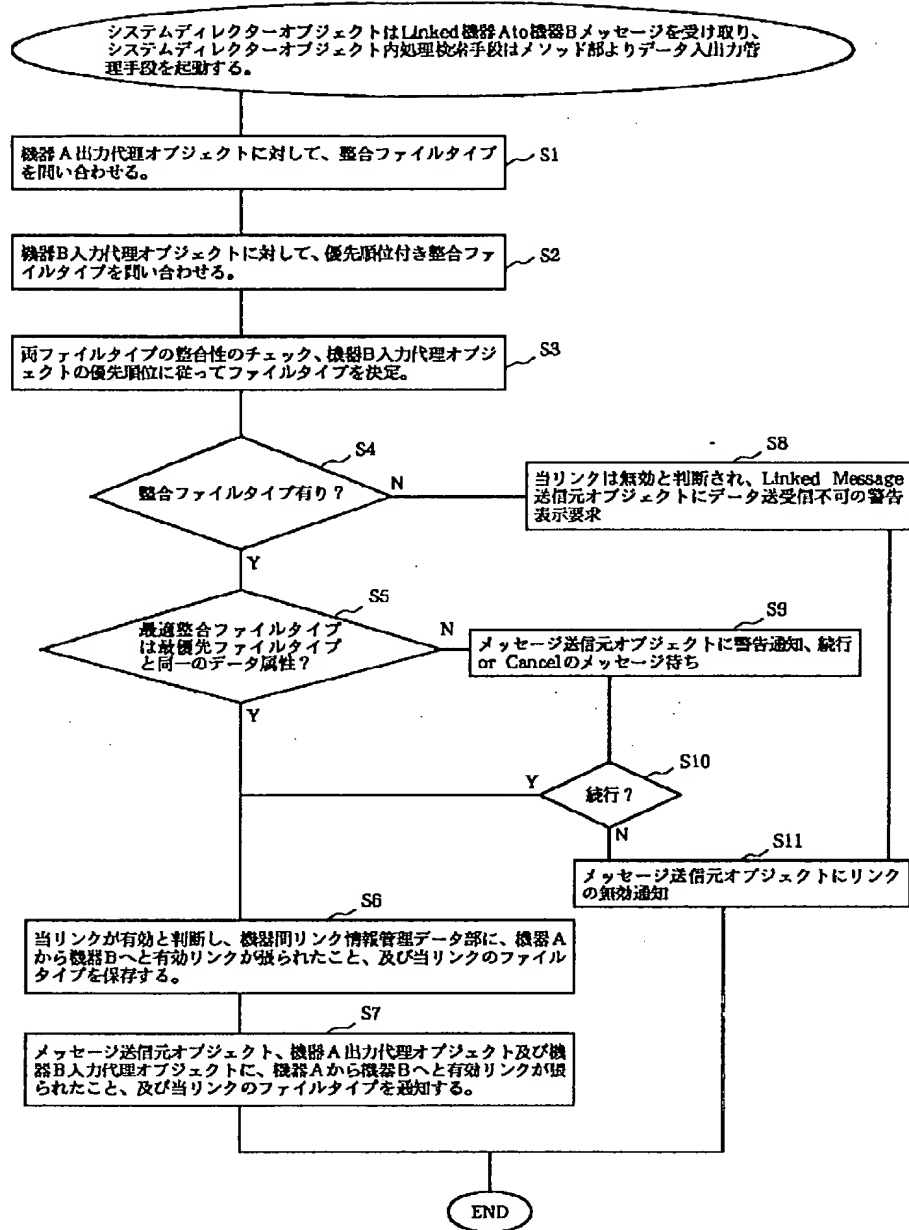 システムディレクターオブジェクトはLinked機器Ato機器Bメッセージを受け取り、
システムディレクターオブジェクト内処理検索手段はメソッド部よりデータ入出力管
理手段を起動する。
機器A出力代理オブジェクトに対して、整合ファイルタイプ
を問い合わせる。
S1
機器B入力代理オブジェクトに対して、優先順位付き整合ファ
イルタイプを問い合わせる。
S2
両ファイルタイプの整合性のチェック、機器B入力代理オブジ
ェクトの優先順位に従ってファイルタイプを決定。
S3
S4
整合ファイルタイプ有り?
N
Y
S8
当リンクは無効と判断され、Linked Message
送信元オブジェクトにデータ送受信不可の警告
表示要求
S5
最適整合ファイルタイプ
は最優先ファイルタイプ
と同一のデータ属性?
N
Y
S9
メッセージ送信元オブジェクトに警告通知、続行
or Cancelのメッセージ待ち
S10
続行?
Y
N
S11
メッセージ送信元オブジェクトにリンク
の無効通知
S6
当リンクが有効と判断し、機器間リンク情報管理データ部に、機器A
から機器Bへと有効リンクが張られたこと、及び当リンクのファイル
タイプを保存する。
S7
メッセージ送信元オブジェクト、機器A出力代理オブジェクト及び機
器B入力代理オブジェクトに、機器Aから機器Bへと有効リンクが張
られたこと、及び当リンクのファイルタイプを通知する。
END